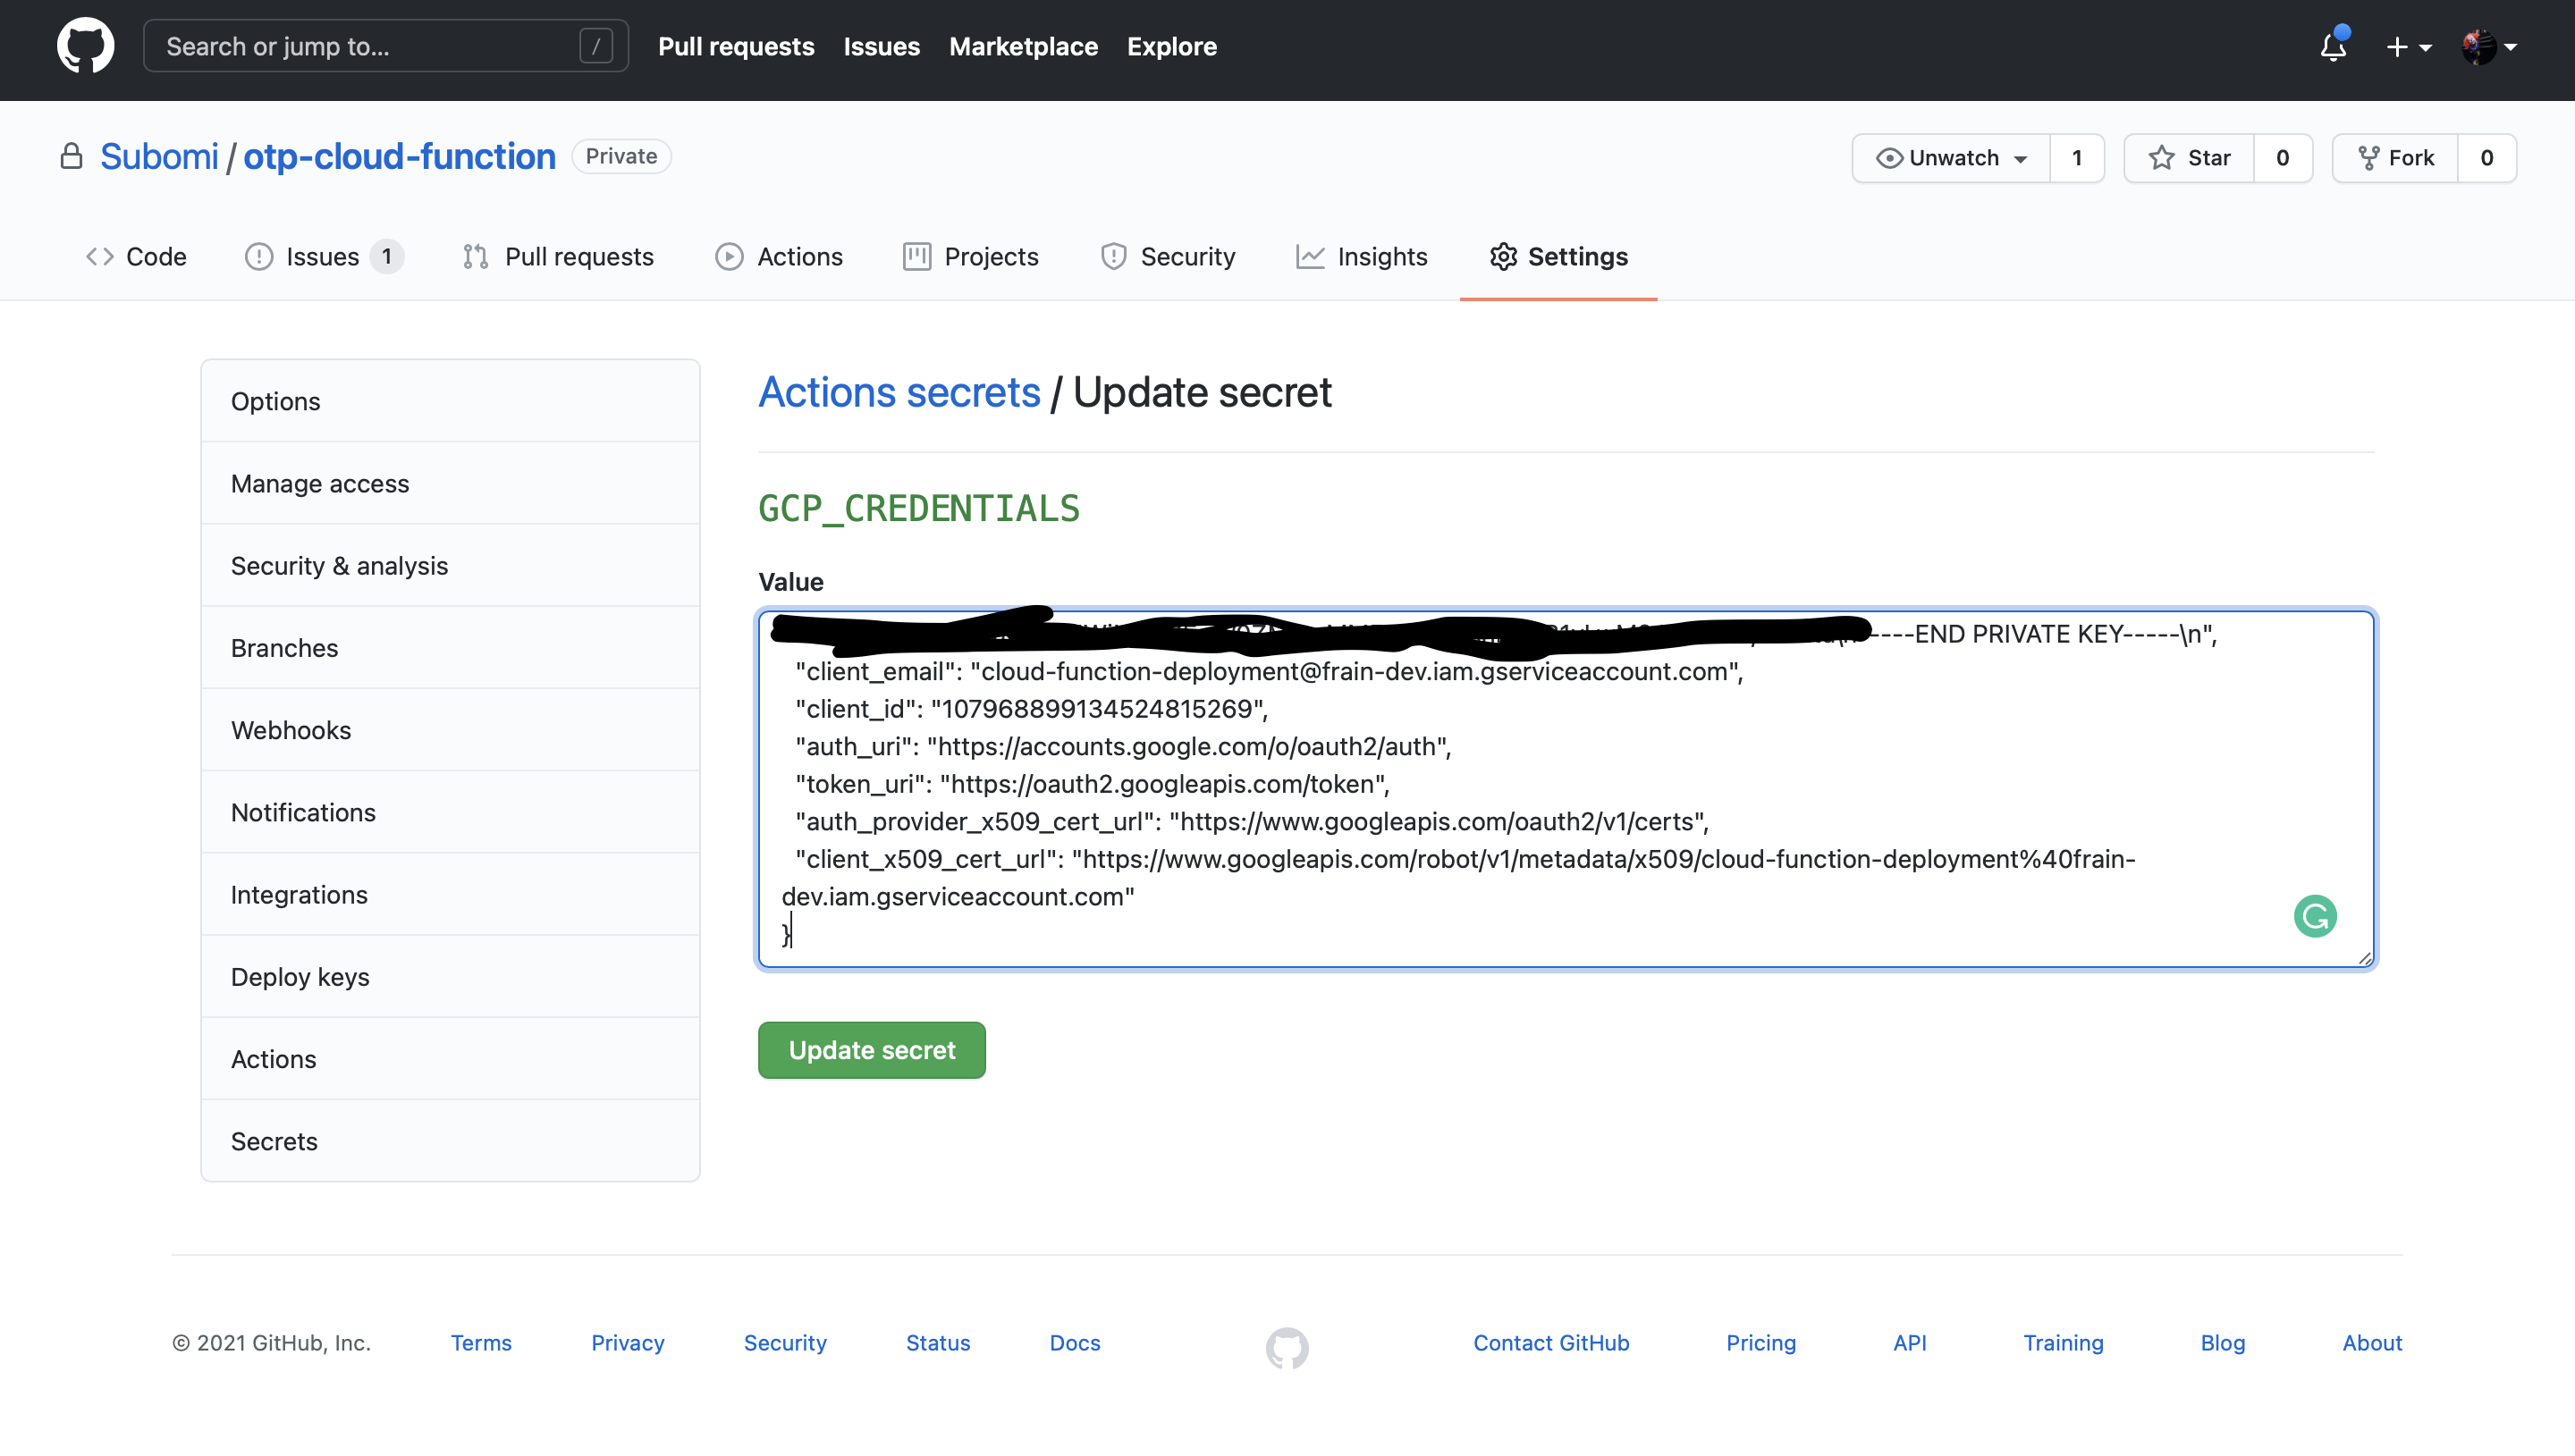 Search or jump to... /
Pull requests Issues Marketplace Explore
Subomi / otp-cloud-function Private
Unwatch 1 Star 0 Fork 0
Code Issues 1 Pull requests Actions Projects Security Insights Settings
Options
Manage access
Security & analysis
Branches
Webhooks
Notifications
Integrations
Deploy keys
Actions
Secrets
Actions secrets / Update secret
GCP_CREDENTIALS
Value
----END PRIVATE KEY-----\n",
"client_email": "cloud-function-deployment@frain-dev.iam.gserviceaccount.com",
"client_id": "107968899134524815269",
"auth_uri": "https://accounts.google.com/o/oauth2/auth",
"token_uri": "https://oauth2.googleapis.com/token",
"auth_provider_x509_cert_url": "https://www.googleapis.com/oauth2/v1/certs",
"client_x509_cert_url": "https://www.googleapis.com/robot/v1/metadata/x509/cloud-function-deployment%40frain-
dev.iam.gserviceaccount.com"
}
Update secret
© 2021 GitHub, Inc. Terms Privacy Security Status Docs Contact GitHub Pricing API Training Blog About